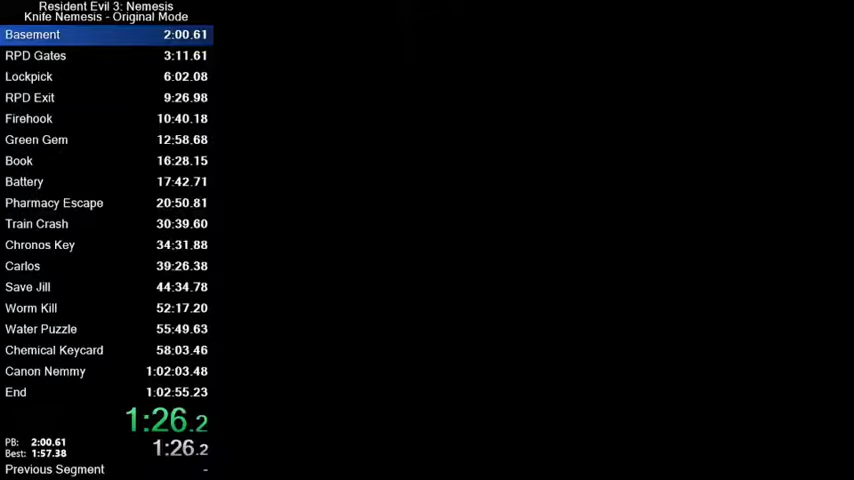 Resident Evil 3: Nemesis
Knife Nemesis - Original Mode
Basement 2:00.61
RPD Gates 3:11.61
Lockpick 6:02.08
RPD Exit 9:26.98
Firehook 10:40.18
Green Gem 12:58.68
Book 16:28.15
Battery 17:42.71
Pharmacy Escape 20:50.81
Train Crash 30:39.60
Chronos Key 34:31.88
Carlos 39:26.38
Save Jill 44:34.78
Worm Kill 52:17.20
Water Puzzle 55:49.63
Chemical Keycard 58:03.46
Canon Nemmy 1:02:03.48
End 1:02:55.23
1:26.2
PB: 2:00.61 1:26.2
Best: 1:57.38
Previous Segment -